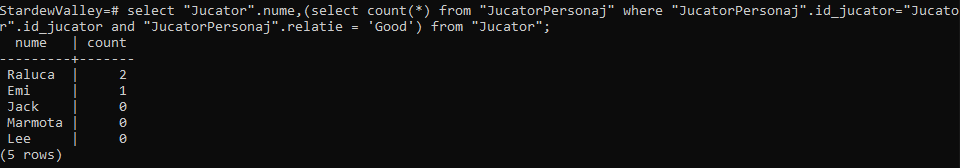 StardewValley=# select "Jucator".nume,(select count(*) from "JucatorPersonaj" where "JucatorPersonaj".id_jucator="Jucato
r".id_jucator and "JucatorPersonaj".relatie = 'Good') from "Jucator";
  nume   | count
---------+-------
 Raluca  |     2
 Emi     |     1
 Jack    |     0
 Marmota |     0
 Lee     |     0
(5 rows)